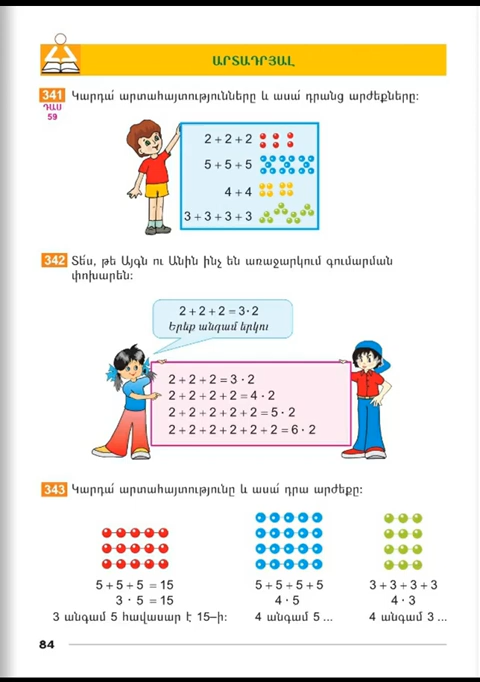 ԱՐՏԱԴՐՅԱԼ
341 Կարդա՛ արտահայտությունները և ասա՛ դրանց արժեքները:
ԴԱՍ
59
2 + 2 + 2
5 + 5 + 5
4 + 4
3 + 3 + 3 + 3
342 Տե՛ս, թե Այգն ու Անին ինչ են առաջարկում գումարման
փոխարեն:
2 + 2 + 2 = 3 · 2
Երեք անգամ երկու
2 + 2 + 2 = 3 · 2
2 + 2 + 2 + 2 = 4 · 2
2 + 2 + 2 + 2 + 2 = 5 · 2
2 + 2 + 2 + 2 + 2 + 2 = 6 · 2
343 Կարդա՛ արտահայտությունը և ասա՛ դրա արժեքը:
5 + 5 + 5 = 15
3 · 5 = 15
3 անգամ 5 հավասար է 15–ի:
5 + 5 + 5 + 5
4 · 5
4 անգամ 5 ...
3 + 3 + 3 + 3
4 · 3
4 անգամ 3 ...
84